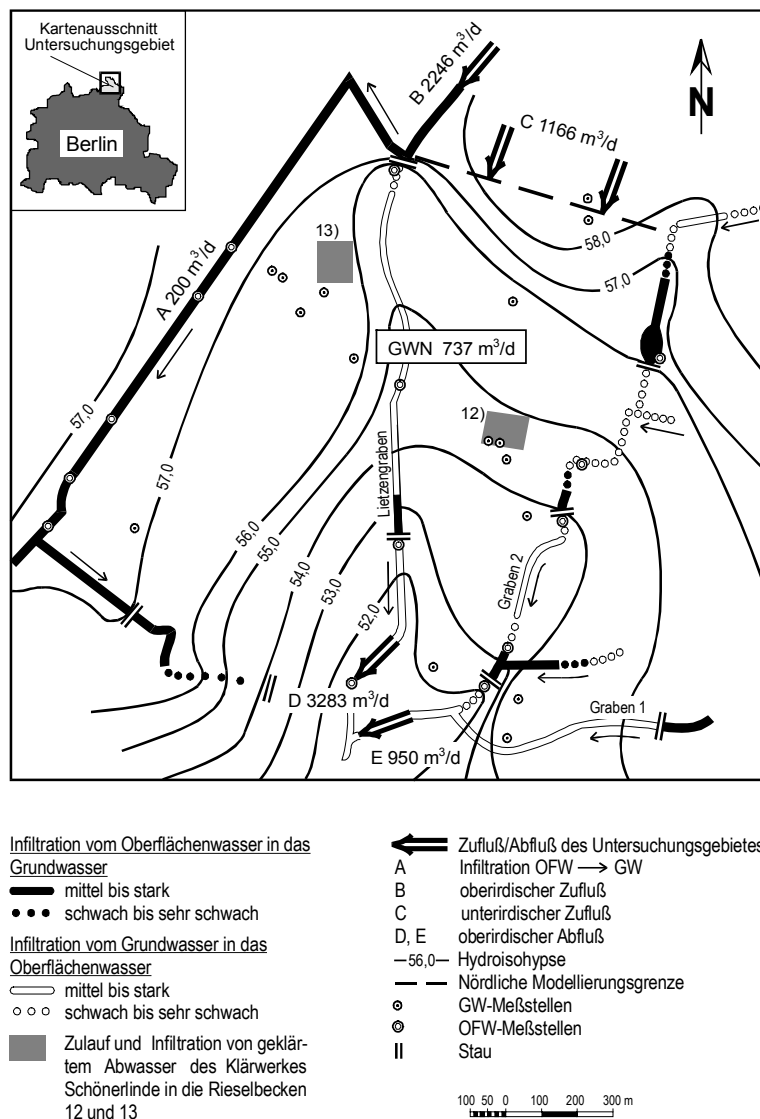 Kartenausschnitt
Untersuchungsgebiet
Berlin
B 2246 m³/d
C 1166 m³/d
N
A 200 m³/d
13)
58,0
57,0
GWN 737 m³/d
12)
57,0
57,0
Lietzengraben
56,0
55,0
54,0
53,0
52,0
Graben 2
D 3283 m³/d
Graben 1
E 950 m³/d
Infiltration vom Oberflächenwasser in das
Grundwasser
mittel bis stark
schwach bis sehr schwach
Infiltration vom Grundwasser in das
Oberflächenwasser
mittel bis stark
schwach bis sehr schwach
Zulauf und Infiltration von geklär-
tem Abwasser des Klärwerkes
Schönerlinde in die Rieselbecken
12 und 13
Zufluß/Abfluß des Untersuchungsgebietes
A Infiltration OFW → GW
B oberirdischer Zufluß
C unterirdischer Zufluß
D, E oberirdischer Abfluß
56,0 Hydroisohypse
Nördliche Modellierungsgrenze
GW-Meßstellen
OFW-Meßstellen
Stau
100 50 0 100 200 300 m